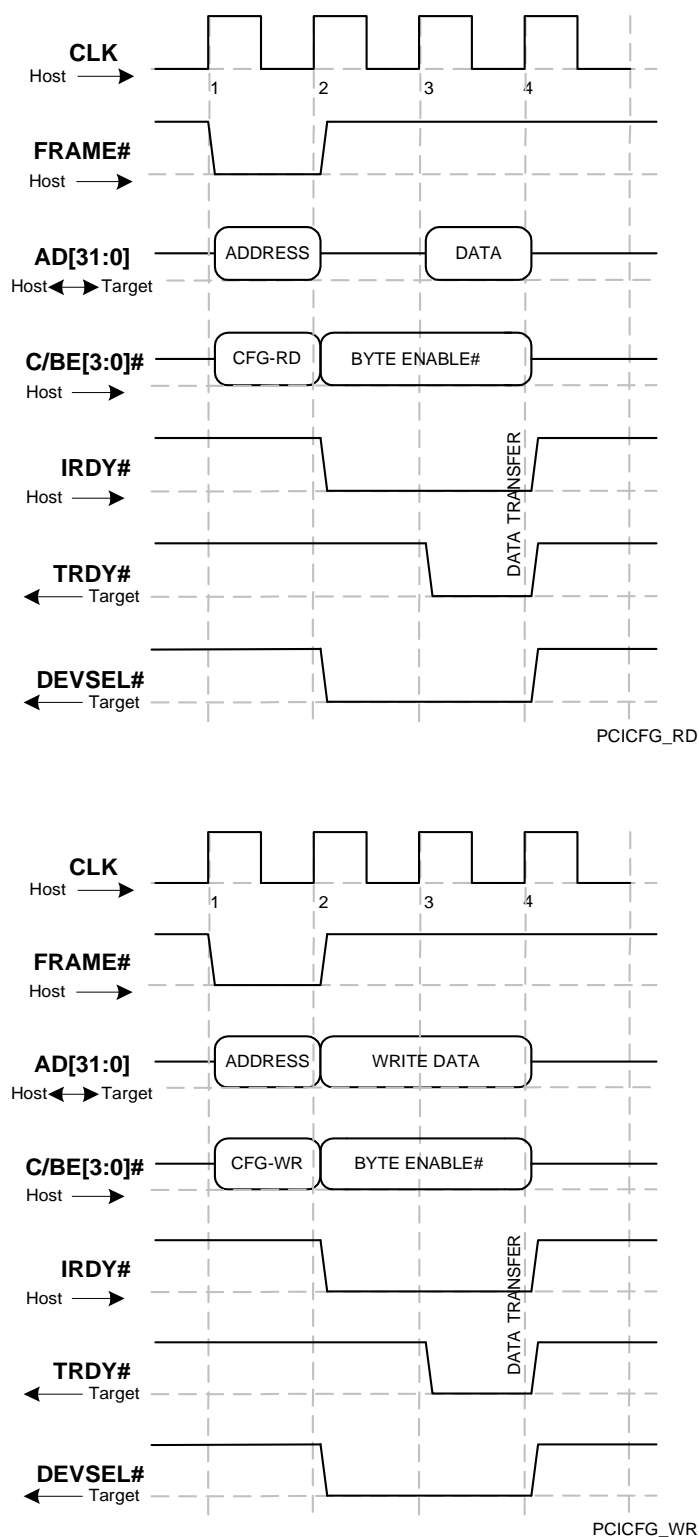 CLK
Host
1 2 3 4
FRAME#
Host
AD[31:0]
ADDRESS DATA
Host Target
C/BE[3:0]#
CFG-RD BYTE ENABLE#
Host
IRDY#
Host
DATA TRANSFER
TRDY#
Target
DEVSEL#
Target
PCICFG_RD
CLK
Host
1 2 3 4
FRAME#
Host
AD[31:0]
ADDRESS WRITE DATA
Host Target
C/BE[3:0]#
CFG-WR BYTE ENABLE#
Host
IRDY#
Host
DATA TRANSFER
TRDY#
Target
DEVSEL#
Target
PCICFG_WR